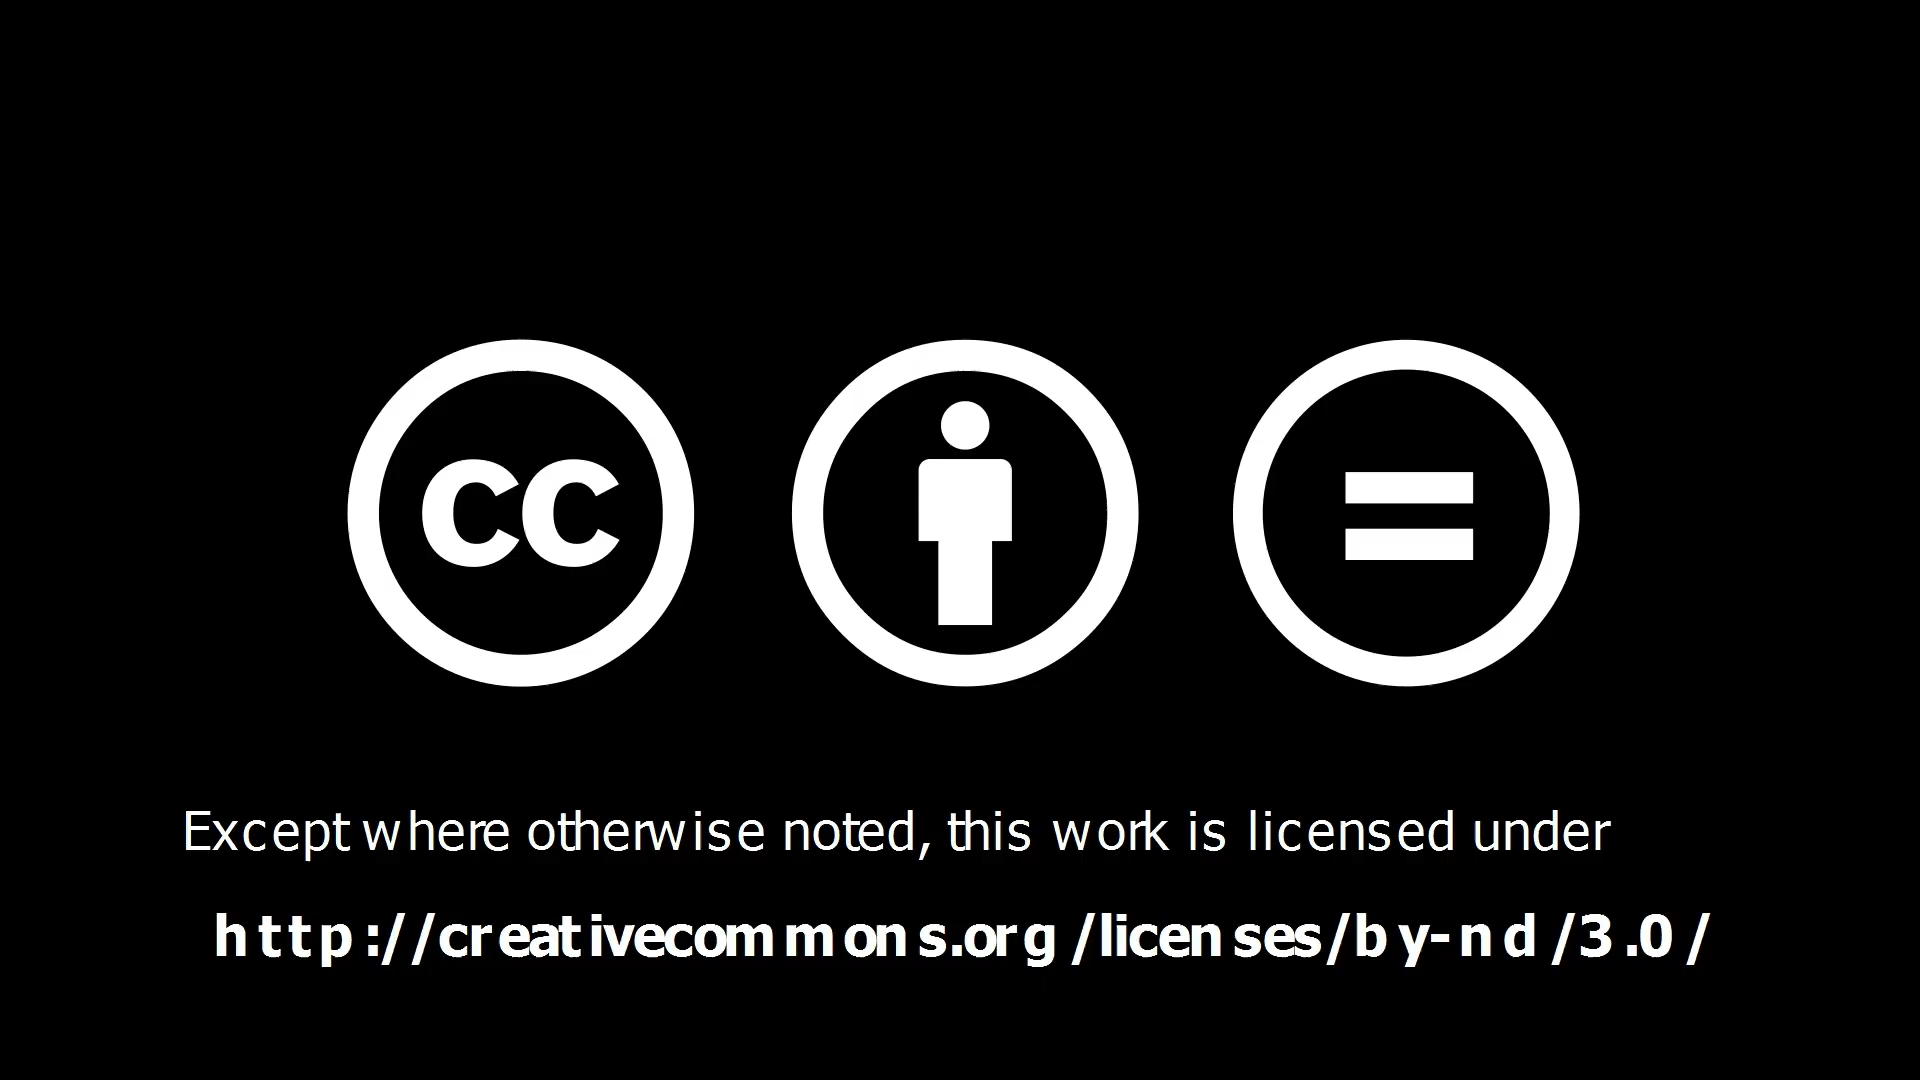 cc
=
Except where otherwise noted, this work is licensed under
http://creativecommons.org/licenses/by-nd/3.0/